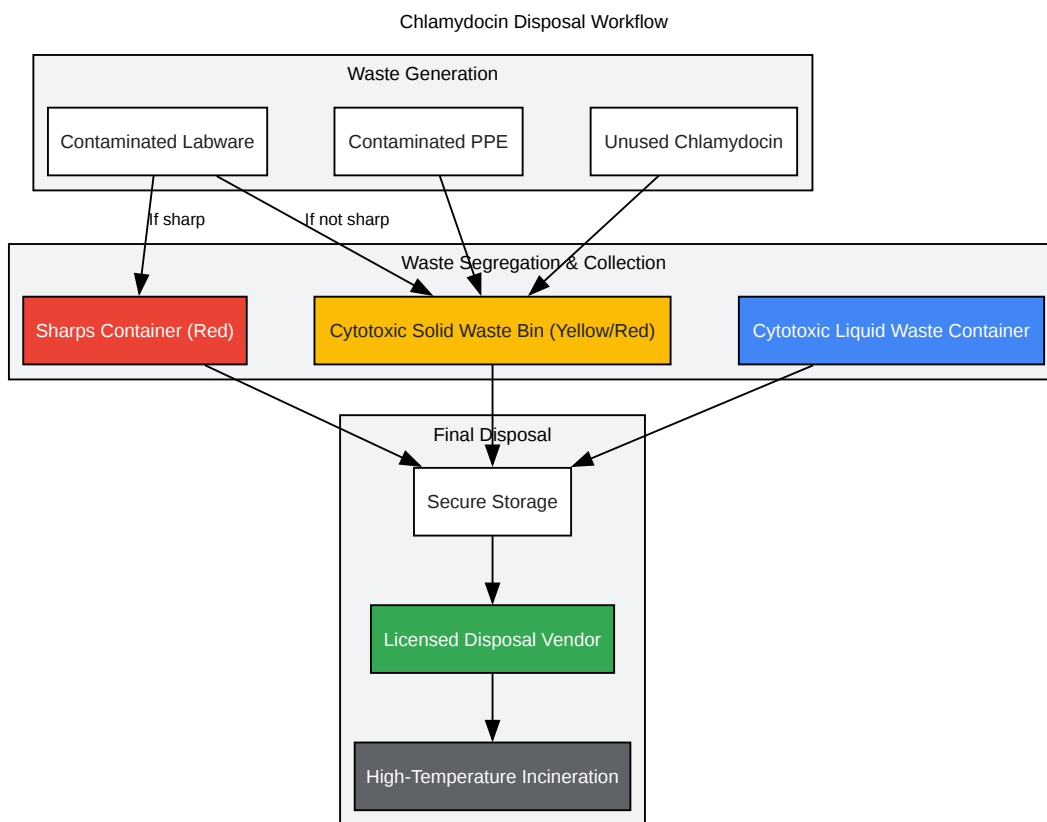 Chlamydocin Disposal Workflow
Waste Generation
Contaminated Labware
Contaminated PPE
Unused Chlamydocin
If sharp
If not sharp
Waste Segregation & Collection
Sharps Container (Red)
Cytotoxic Solid Waste Bin (Yellow/Red)
Cytotoxic Liquid Waste Container
Final Disposal
Secure Storage
Licensed Disposal Vendor
High-Temperature Incineration